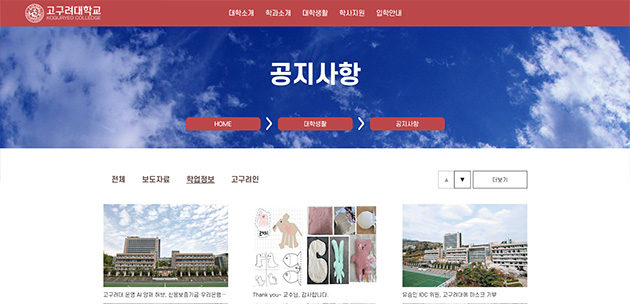 고구려대학교
KOGURYEO COLLEDGE
대학소개 학과소개 대학생활 학사지원 입학안내
공지사항
HOME 대학생활 공지사항
전체 보도자료 학업정보 고구려인
▲ ▼ 더보기
고구려대 운영 AI 양재 허브, 신용보증기금·우리은행…
Thank you~ 교수님, 감사합니다.
유승민 IOC 위원, 고구려대에 마스크 기부